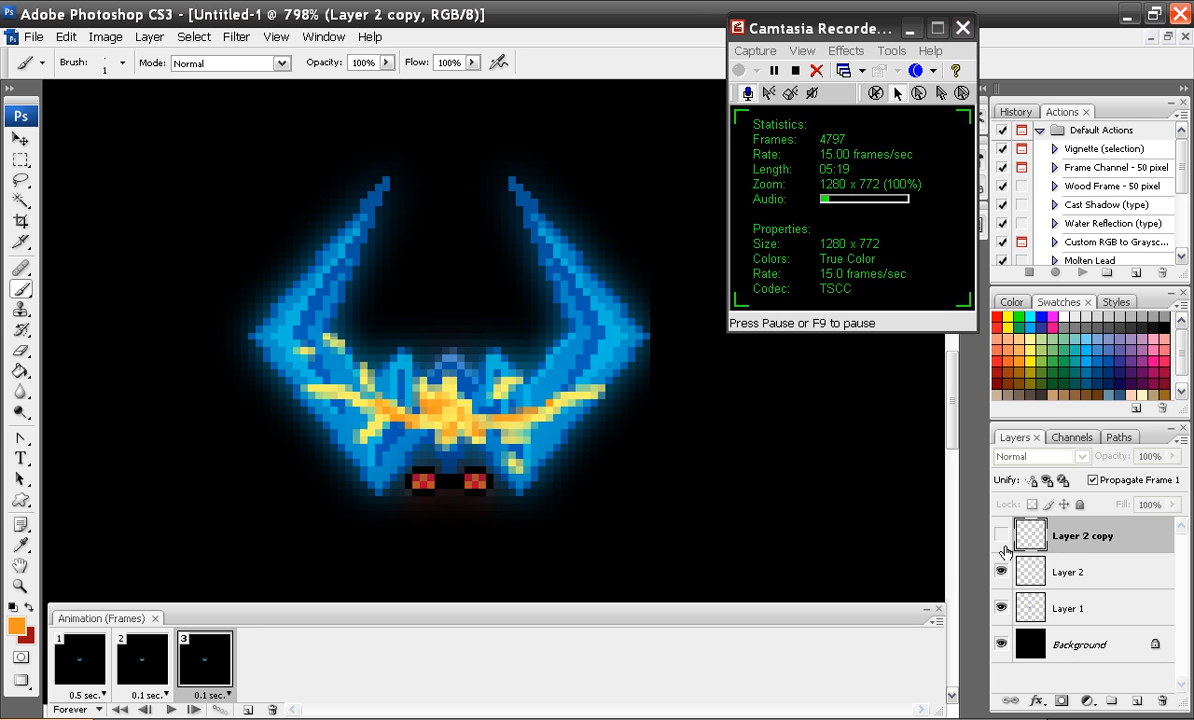 Adobe Photoshop CS3 - [Untitled-1 @ 798% (Layer 2 copy, RGB/8)]
File Edit Image Layer Select Filter View Window Help
Brush: 1 Mode: Normal Opacity: 100% Flow: 100%
Camtasia Recorde...
Capture View Effects Tools Help
Statistics:
Frames: 4797
Rate: 15.00 frames/sec
Length: 05:19
Zoom: 1280 x 772 (100%)
Audio:
Properties:
Size: 1280 x 772
Colors: True Color
Rate: 15.0 frames/sec
Codec: TSCC
Press Pause or F9 to pause
Ps
History Actions
Default Actions
Vignette (selection)
Frame Channel - 50 pixel
Wood Frame - 50 pixel
Cast Shadow (type)
Water Reflection (type)
Custom RGB to Graysc...
Molten Lead
Color Swatches Styles
Layers Channels Paths
Normal Opacity: 100%
Unify: Propagate Frame 1
Lock: Fill: 100%
Layer 2 copy
Layer 2
Layer 1
Background
Animation (Frames)
1 2 3
0.5 sec. 0.1 sec. 0.1 sec.
Forever